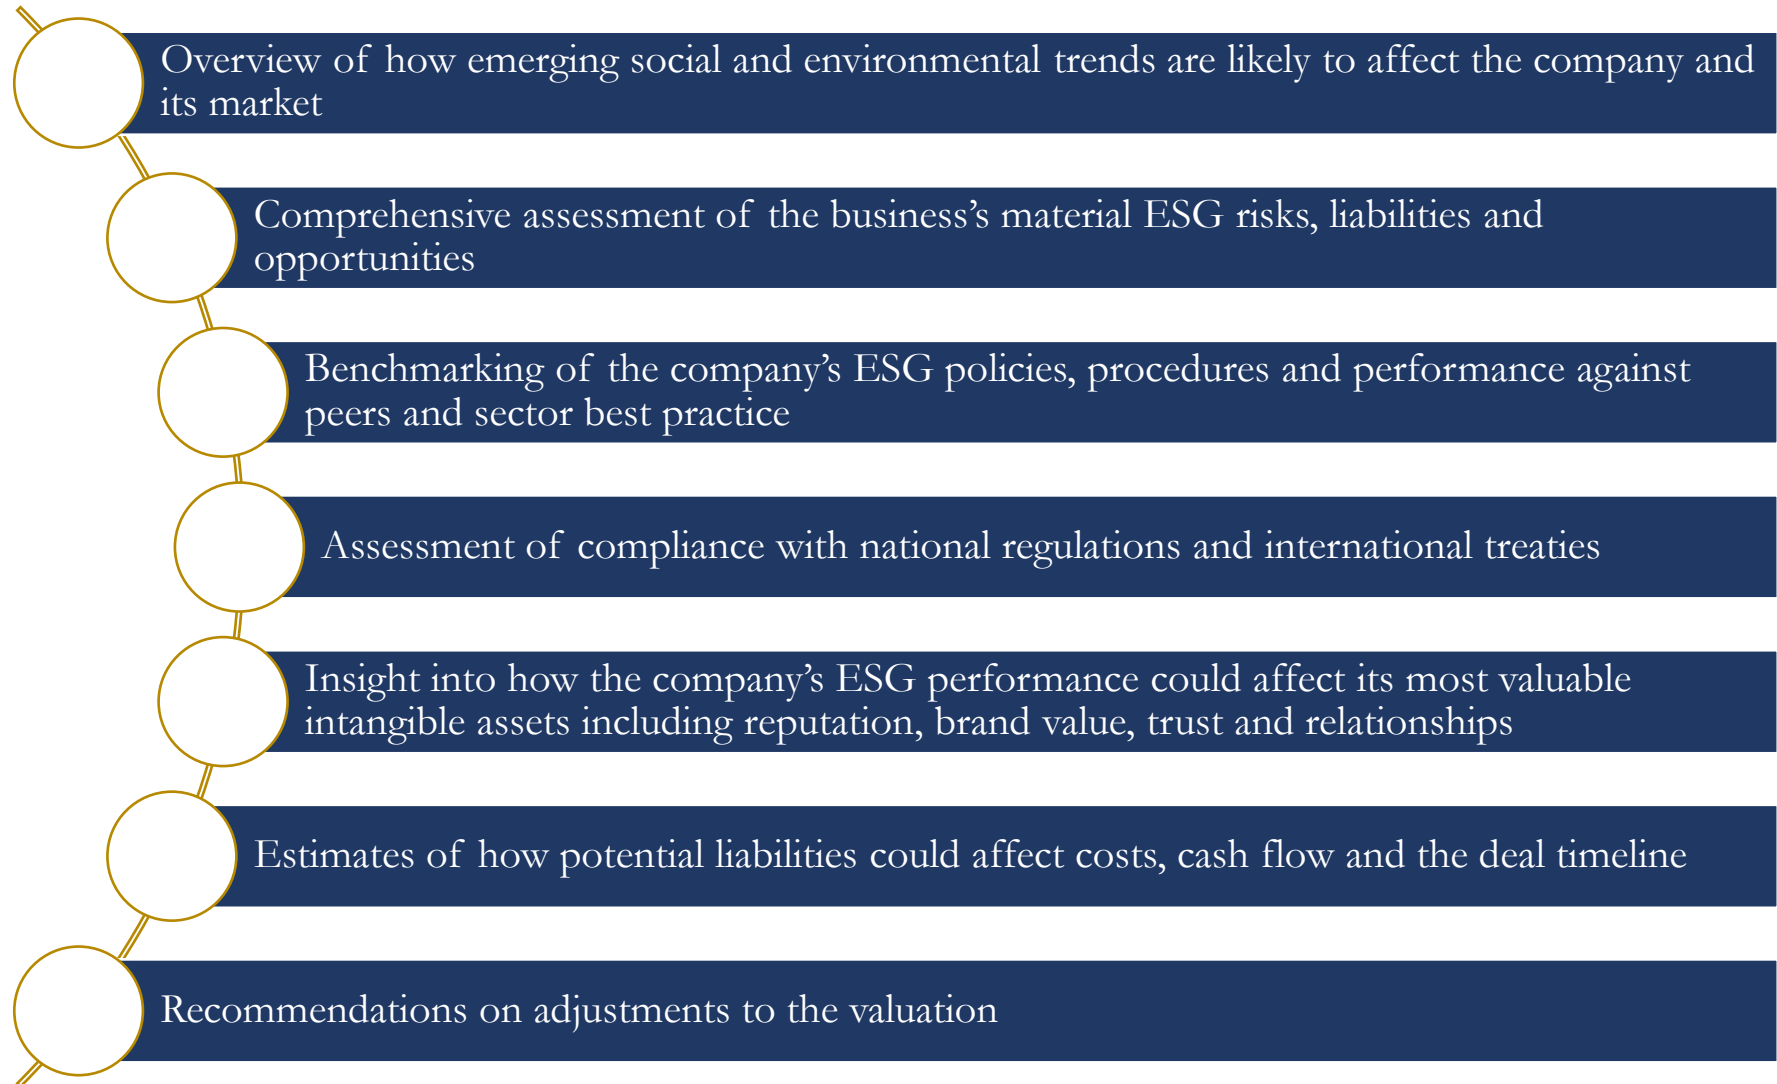 Overview of how emerging social and environmental trends are likely to affect the company and
its market
Comprehensive assessment of the business’s material ESG risks, liabilities and
opportunities
Benchmarking of the company’s ESG policies, procedures and performance against
peers and sector best practice
Assessment of compliance with national regulations and international treaties
Insight into how the company’s ESG performance could affect its most valuable
intangible assets including reputation, brand value, trust and relationships
Estimates of how potential liabilities could affect costs, cash flow and the deal timeline
Recommendations on adjustments to the valuation